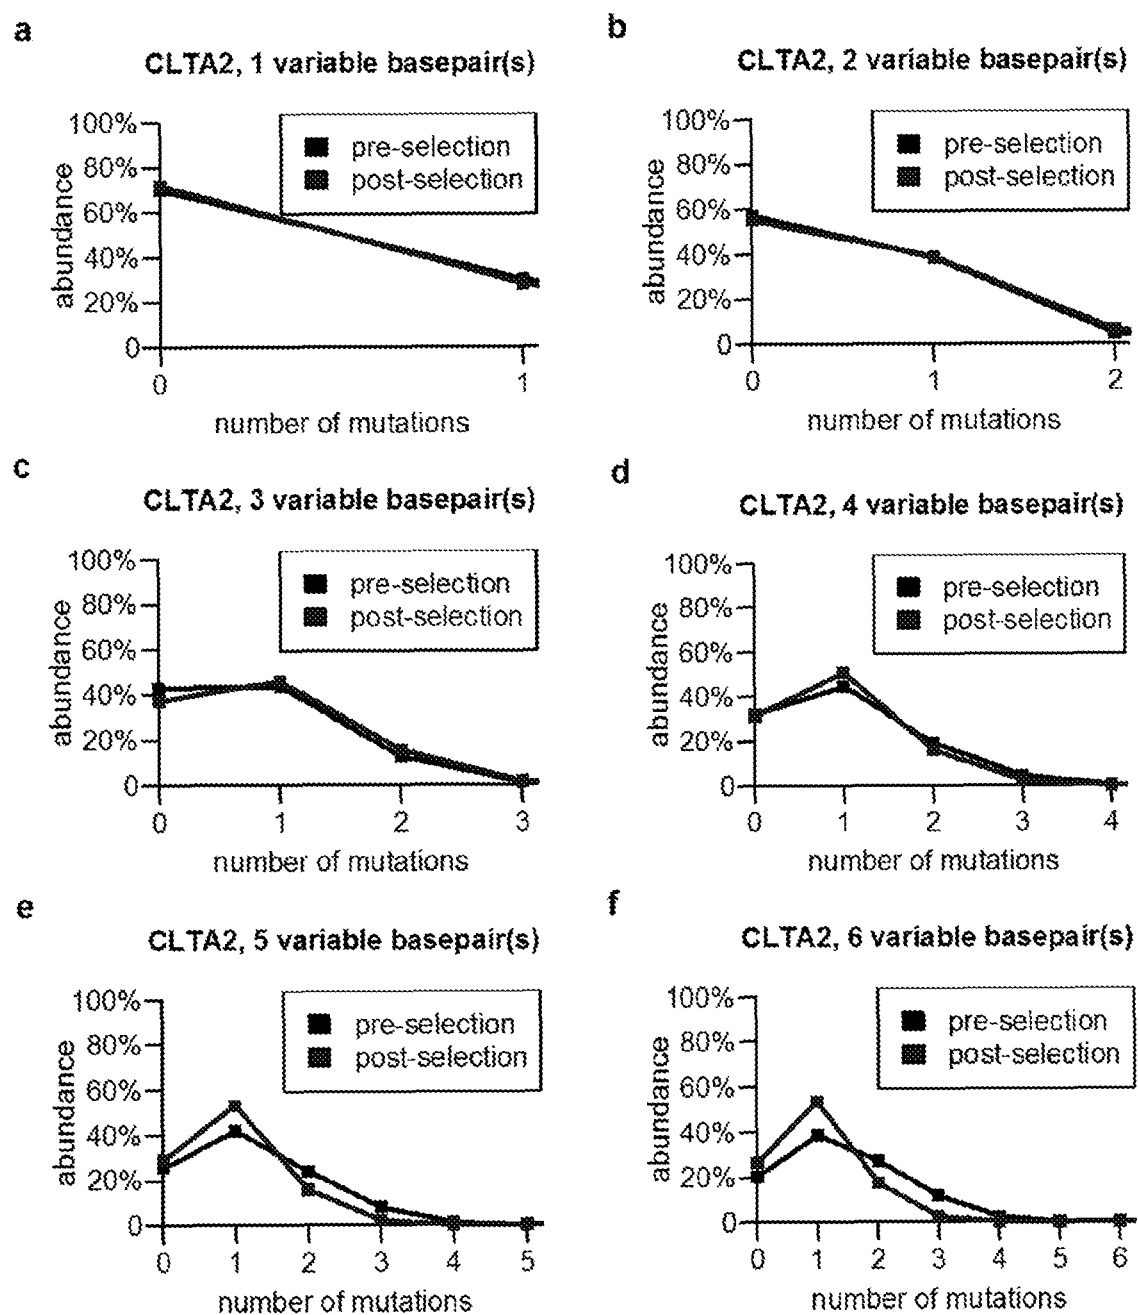 a
CLTA2, 1 variable basepair(s)
100%
80%
60%
40%
20%
0
abundance
pre-selection
post-selection
0 1
number of mutations
b
CLTA2, 2 variable basepair(s)
100%
80%
60%
40%
20%
0
abundance
pre-selection
post-selection
0 1 2
number of mutations
c
CLTA2, 3 variable basepair(s)
100%
80%
60%
40%
20%
0
abundance
pre-selection
post-selection
0 1 2 3
number of mutations
d
CLTA2, 4 variable basepair(s)
100%
80%
60%
40%
20%
0
abundance
pre-selection
post-selection
0 1 2 3 4
number of mutations
e
CLTA2, 5 variable basepair(s)
100%
80%
60%
40%
20%
0
abundance
pre-selection
post-selection
0 1 2 3 4 5
number of mutations
f
CLTA2, 6 variable basepair(s)
100%
80%
60%
40%
20%
0
abundance
pre-selection
post-selection
0 1 2 3 4 5 6
number of mutations